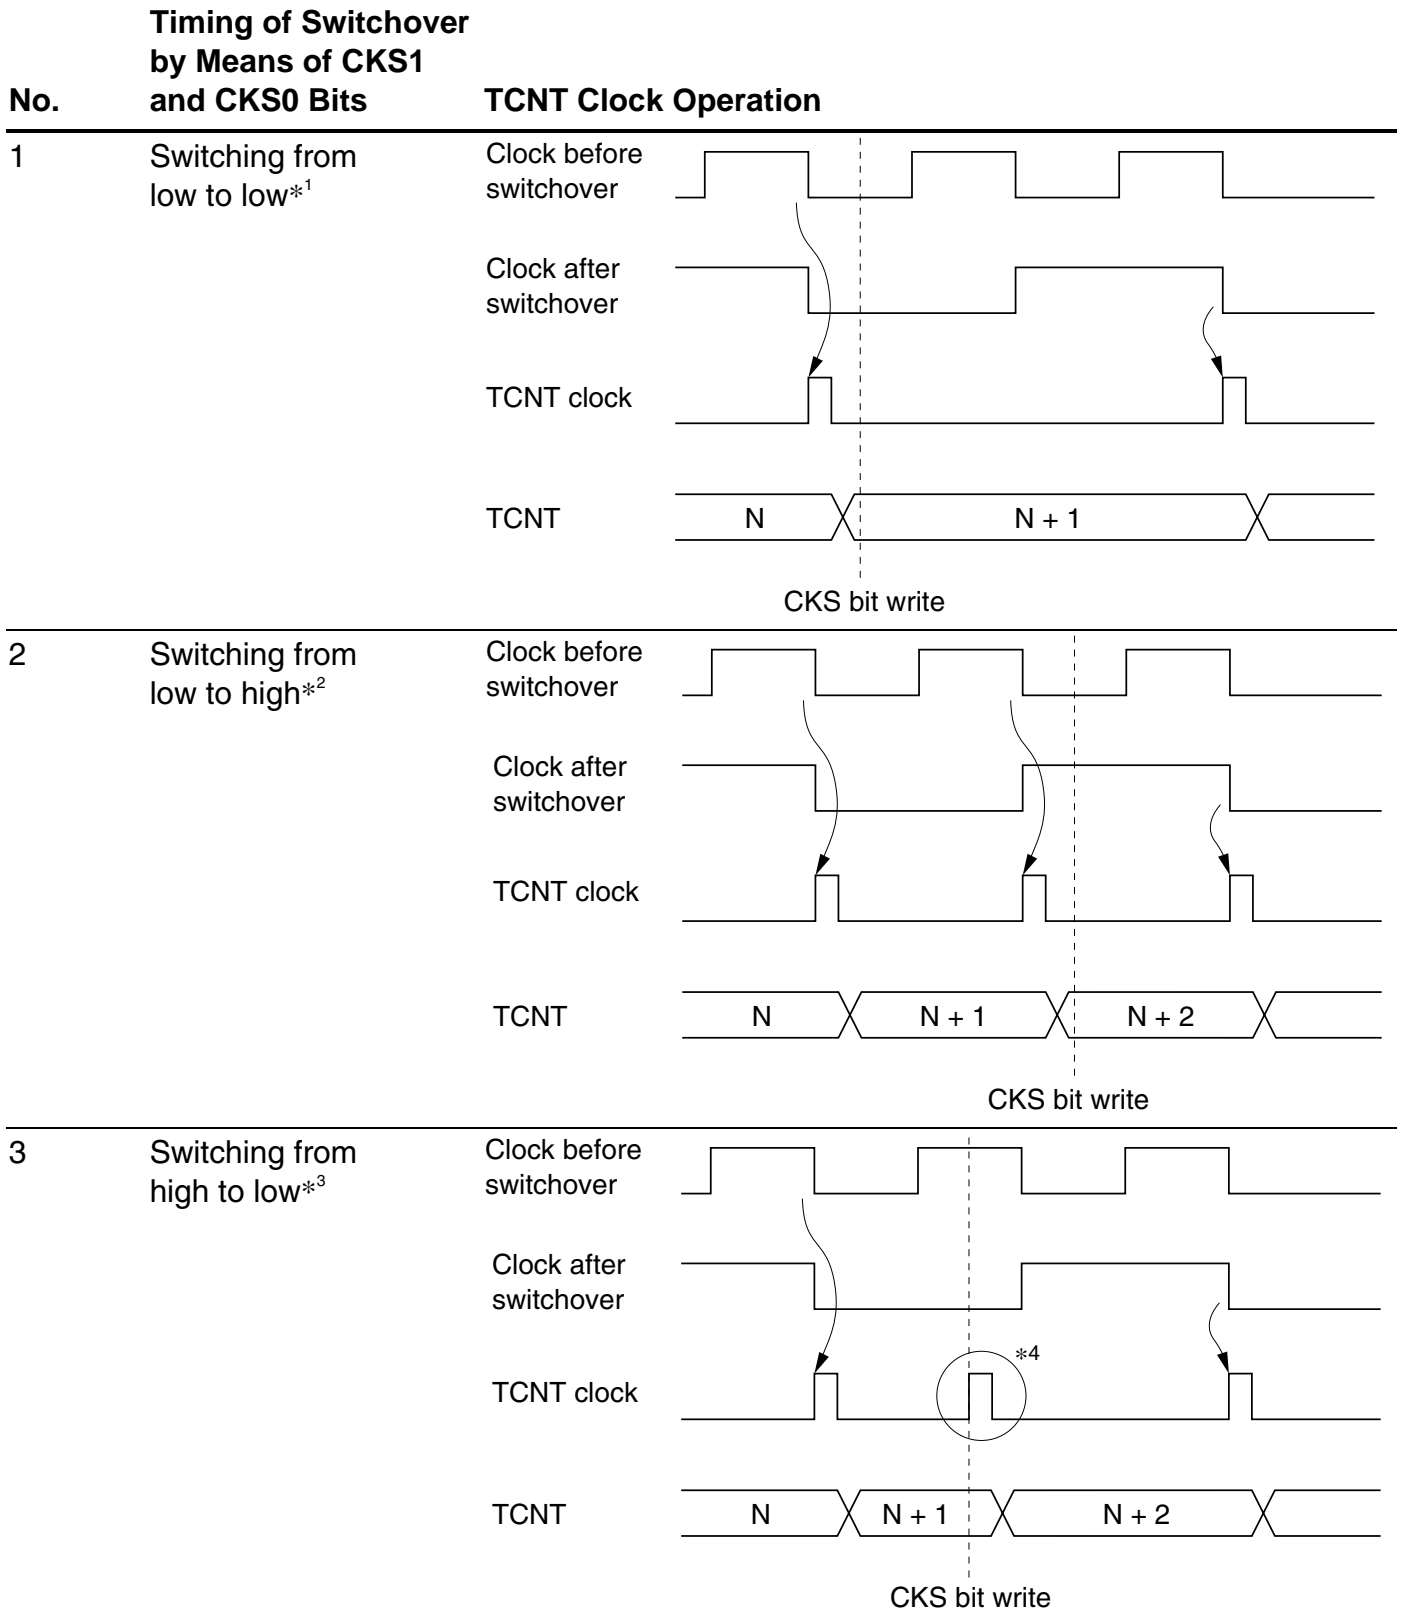 Timing of Switchover
by Means of CKS1
No. and CKS0 Bits TCNT Clock Operation
1 Switching from
low to low*1
Clock before
switchover
Clock after
switchover
TCNT clock
TCNT N N + 1
CKS bit write
2 Switching from
low to high*2
Clock before
switchover
Clock after
switchover
TCNT clock
TCNT N N + 1 N + 2
CKS bit write
3 Switching from
high to low*3
Clock before
switchover
Clock after
switchover
*4
TCNT clock
TCNT N N + 1 N + 2
CKS bit write